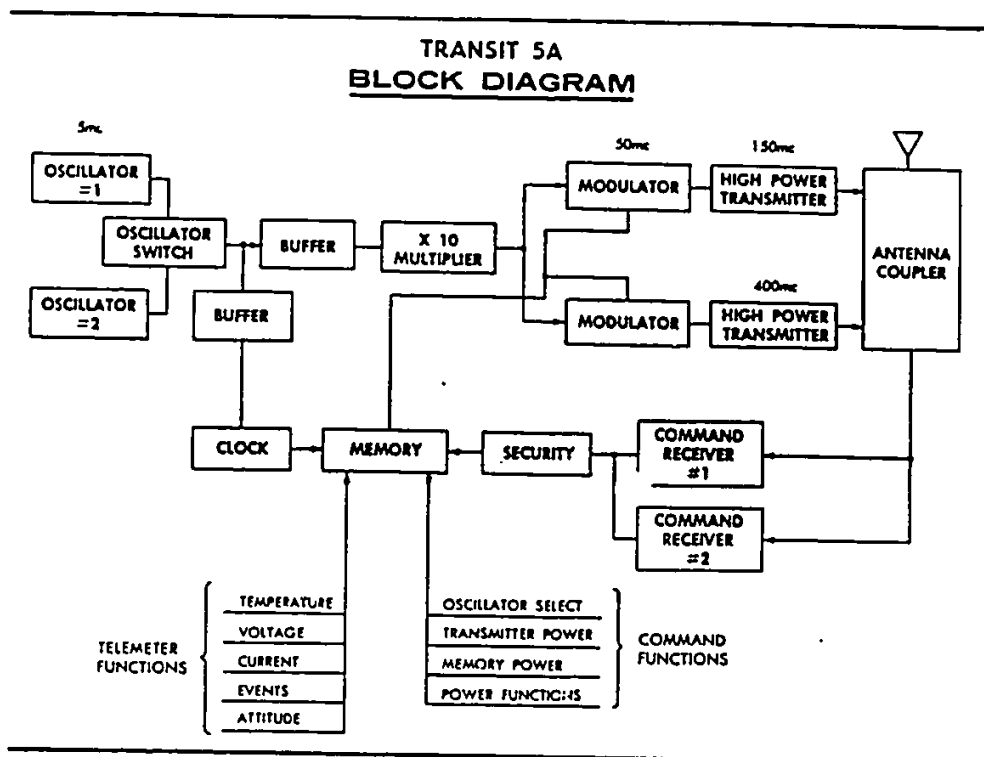 TRANSIT 5A
BLOCK DIAGRAM
5mc
OSCILLATOR
=1
OSCILLATOR
SWITCH
OSCILLATOR
=2
BUFFER
BUFFER
X 10
MULTIPLIER
50mc
MODULATOR
MODULATOR
150mc
HIGH POWER
TRANSMITTER
400mc
HIGH POWER
TRANSMITTER
ANTENNA
COUPLER
CLOCK
MEMORY
SECURITY
COMMAND
RECEIVER
#1
COMMAND
RECEIVER
#2
TELEMETER
FUNCTIONS
TEMPERATURE
VOLTAGE
CURRENT
EVENTS
ATTITUDE
OSCILLATOR SELECT
TRANSMITTER POWER
MEMORY POWER
POWER FUNCTIONS
COMMAND
FUNCTIONS